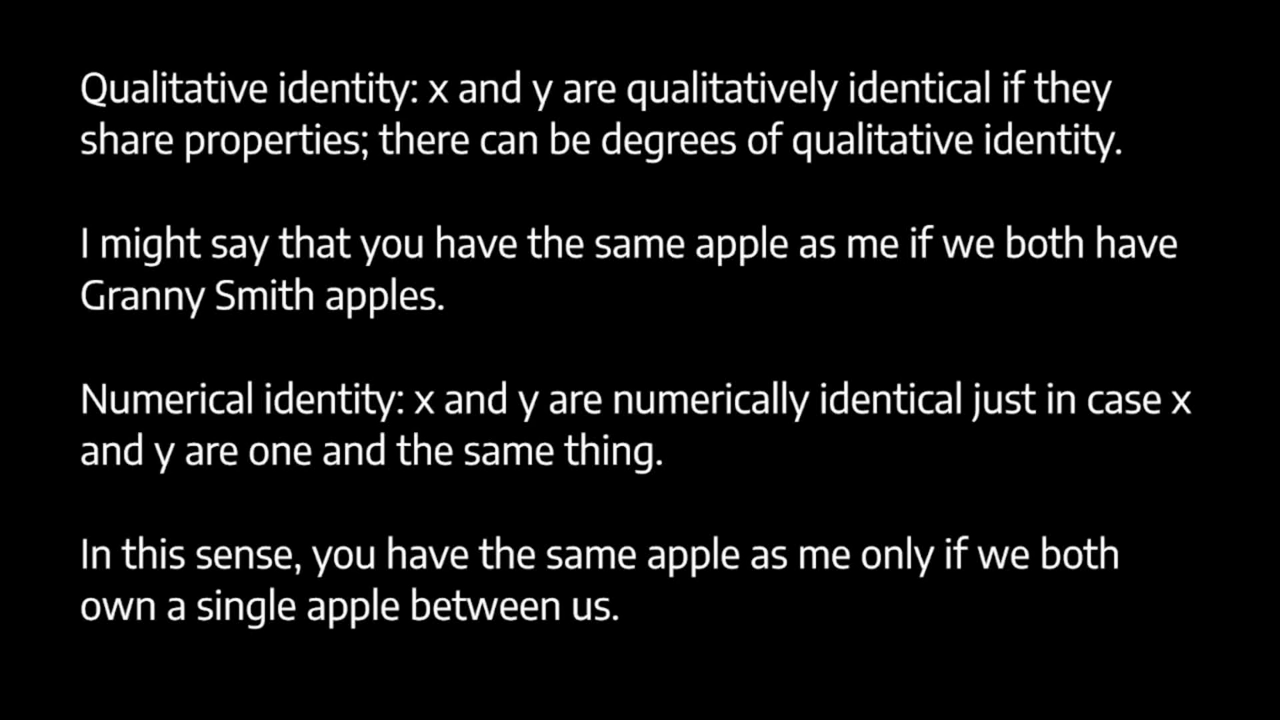 Qualitative identity: x and y are qualitatively identical if they
share properties; there can be degrees of qualitative identity.
I might say that you have the same apple as me if we both have
Granny Smith apples.
Numerical identity: x and y are numerically identical just in case x
and y are one and the same thing.
In this sense, you have the same apple as me only if we both
own a single apple between us.